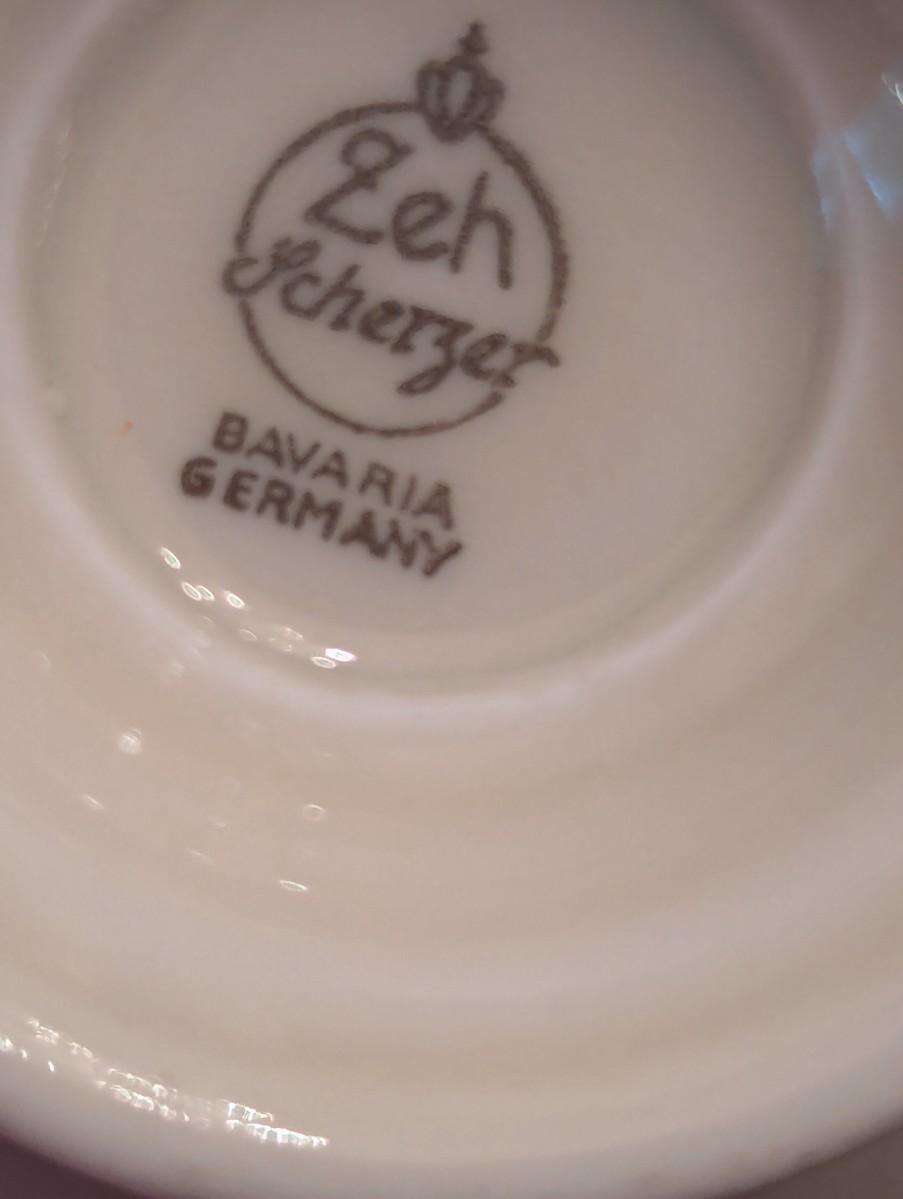 Zeh
Scherzer
BAVARIA
GERMANY